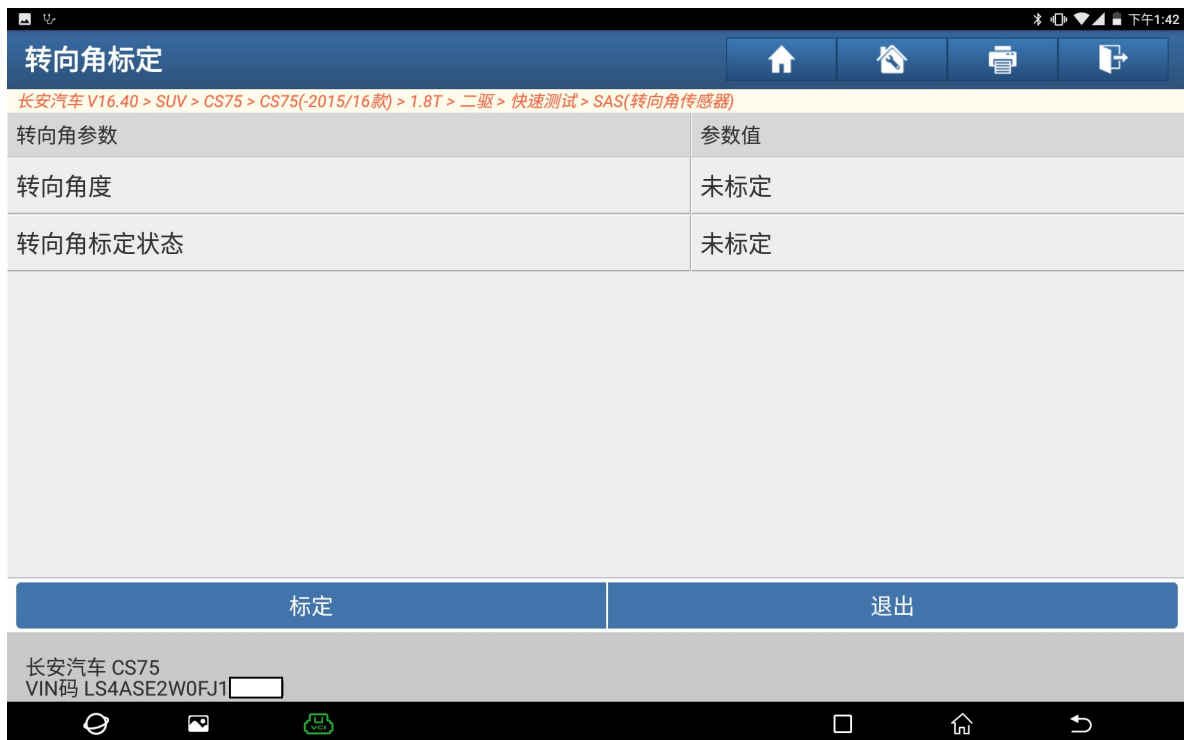 下午1:42
转向角标定
长安汽车 V16.40 > SUV > CS75 > CS75(-2015/16款) > 1.8T > 二驱 > 快速测试 > SAS(转向角传感器)
转向角参数 参数值
转向角度 未标定
转向角标定状态 未标定
标定 退出
长安汽车 CS75
VIN码 LS4ASE2W0FJ1
VCI